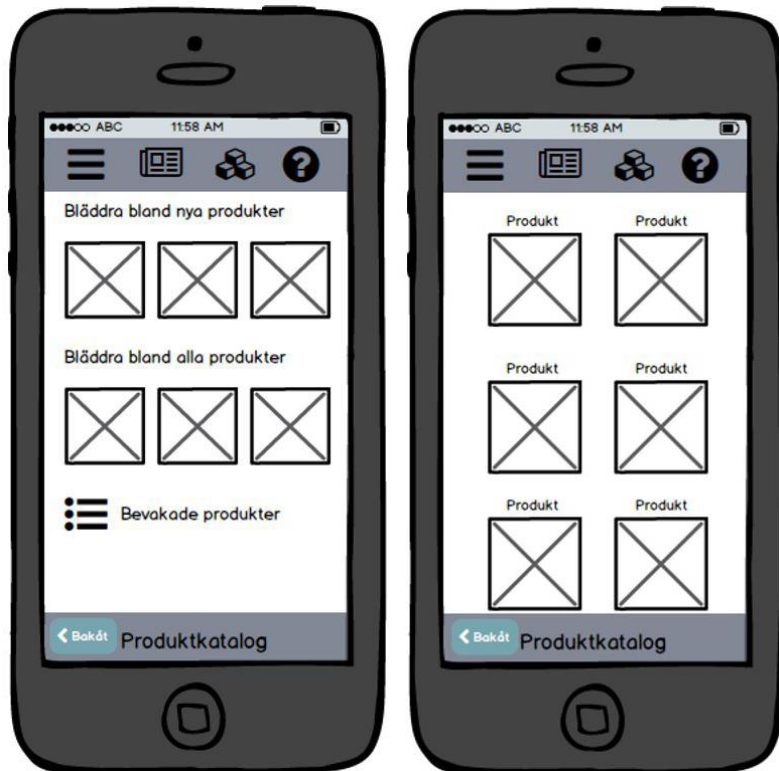 ABC 11:58 AM
?
Bläddra bland nya produkter
Bläddra bland alla produkter
Bevakade produkter
Bakåt Produktkatalog
ABC 11:58 AM
?
Produkt Produkt
Produkt Produkt
Produkt Produkt
Bakåt Produktkatalog